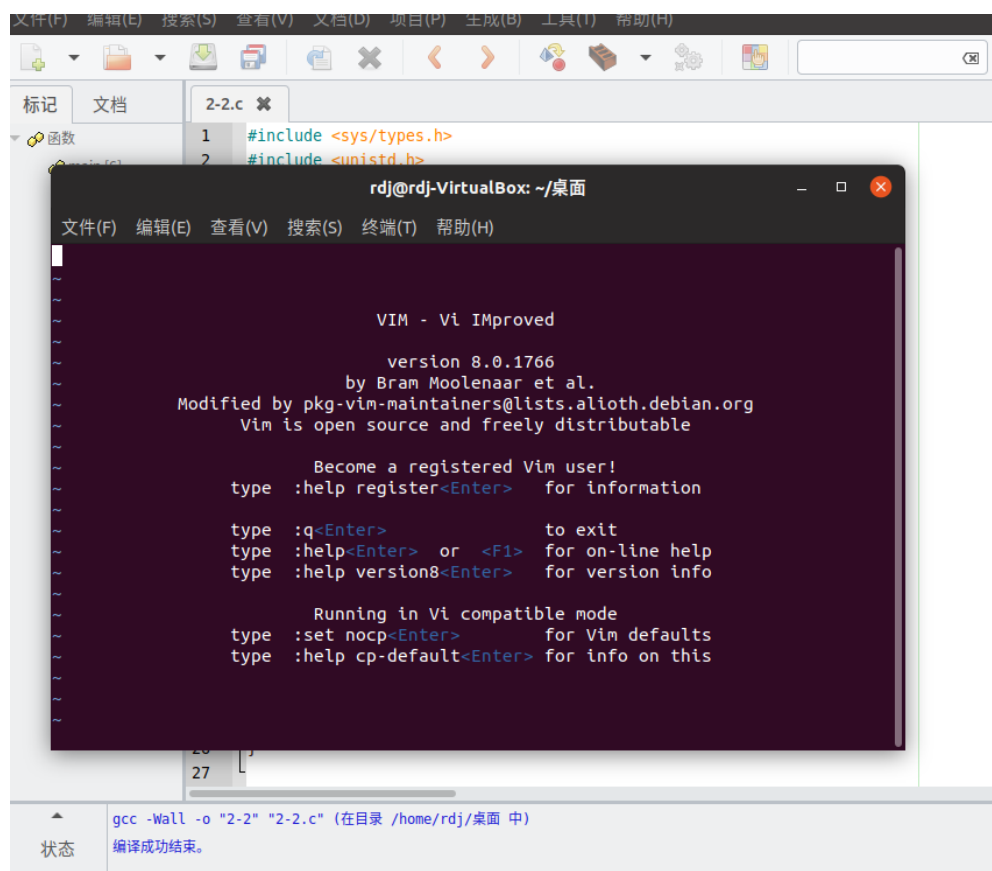 文件(F) 编辑(E) 搜索(S) 查看(V) 文档(D) 项目(P) 生成(B) 工具(T) 帮助(H)
标记 文档 2-2.c
函数
1 #include <sys/types.h>
2 #include <unistd.h>
rdj@rdj-VirtualBox: ~/桌面
文件(F) 编辑(E) 查看(V) 搜索(S) 终端(T) 帮助(H)
~
~
~ VIM - Vi IMproved
~
~ version 8.0.1766
~ by Bram Moolenaar et al.
~ Modified by pkg-vim-maintainers@lists.alioth.debian.org
~ Vim is open source and freely distributable
~
~ Become a registered Vim user!
~ type :help register<Enter> for information
~
~ type :q<Enter> to exit
~ type :help<Enter> or <F1> for on-line help
~ type :help version8<Enter> for version info
~
~ Running in Vi compatible mode
~ type :set nocp<Enter> for Vim defaults
~ type :help cp-default<Enter> for info on this
~
~
~
27
gcc -Wall -o "2-2" "2-2.c" (在目录 /home/rdj/桌面 中)
状态 编译成功结束。